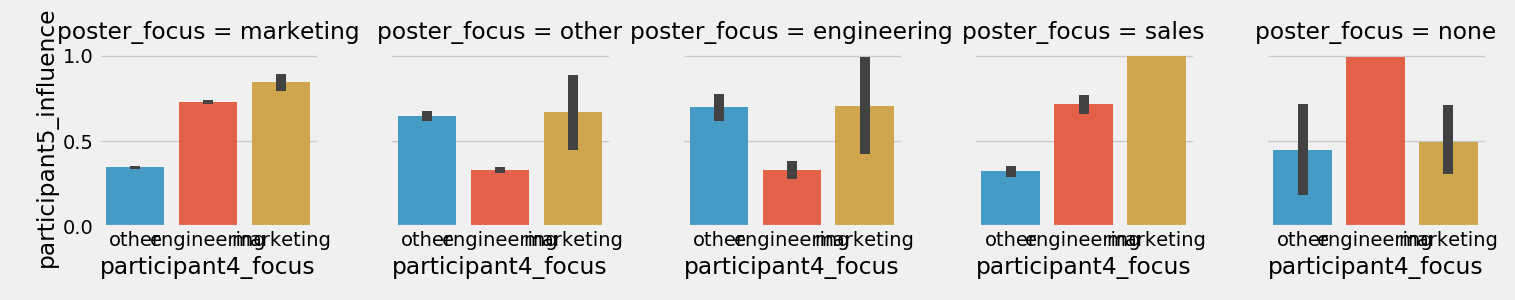 poster_focus = marketing poster_focus = other poster_focus = engineering poster_focus = sales poster_focus = none
participant5_influence
1.0
0.5
0.0
other engineering marketing other engineering marketing other engineering marketing other engineering marketing other engineering marketing
participant4_focus participant4_focus participant4_focus participant4_focus participant4_focus